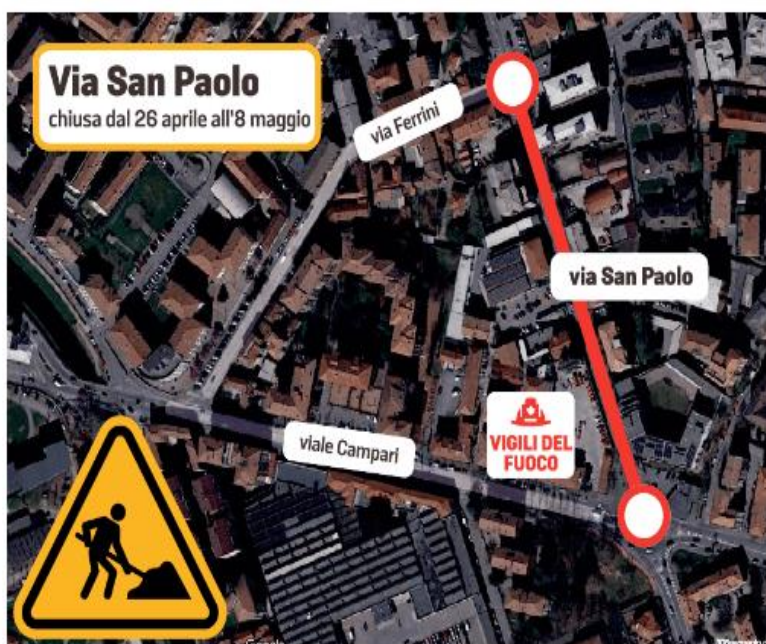 Via San Paolo
chiusa dal 26 aprile all'8 maggio
via Ferrini
via San Paolo
VIGILI DEL
FUOCO
viale Campari